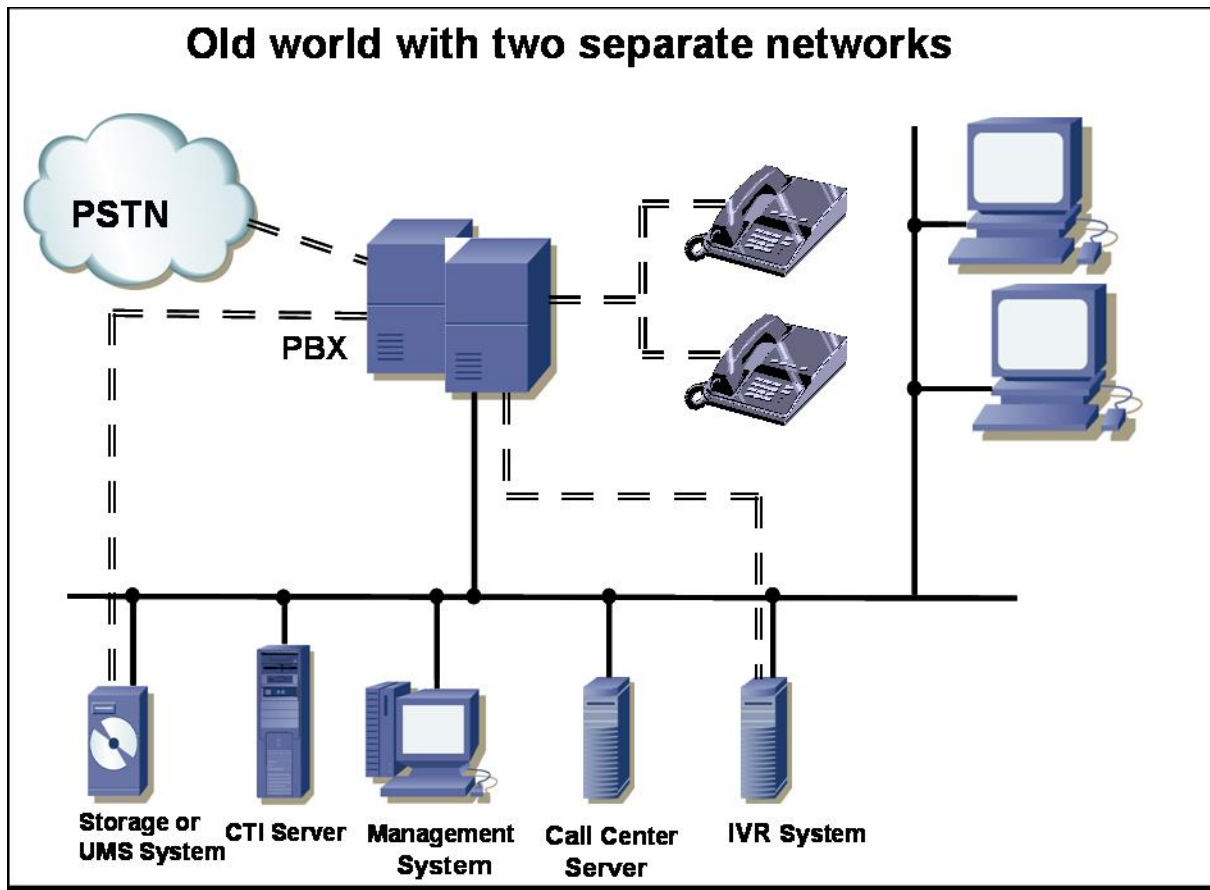 Old world with two separate networks
PSTN
PBX
Storage or
UMS System
CTI Server
Management
System
Call Center
Server
IVR System